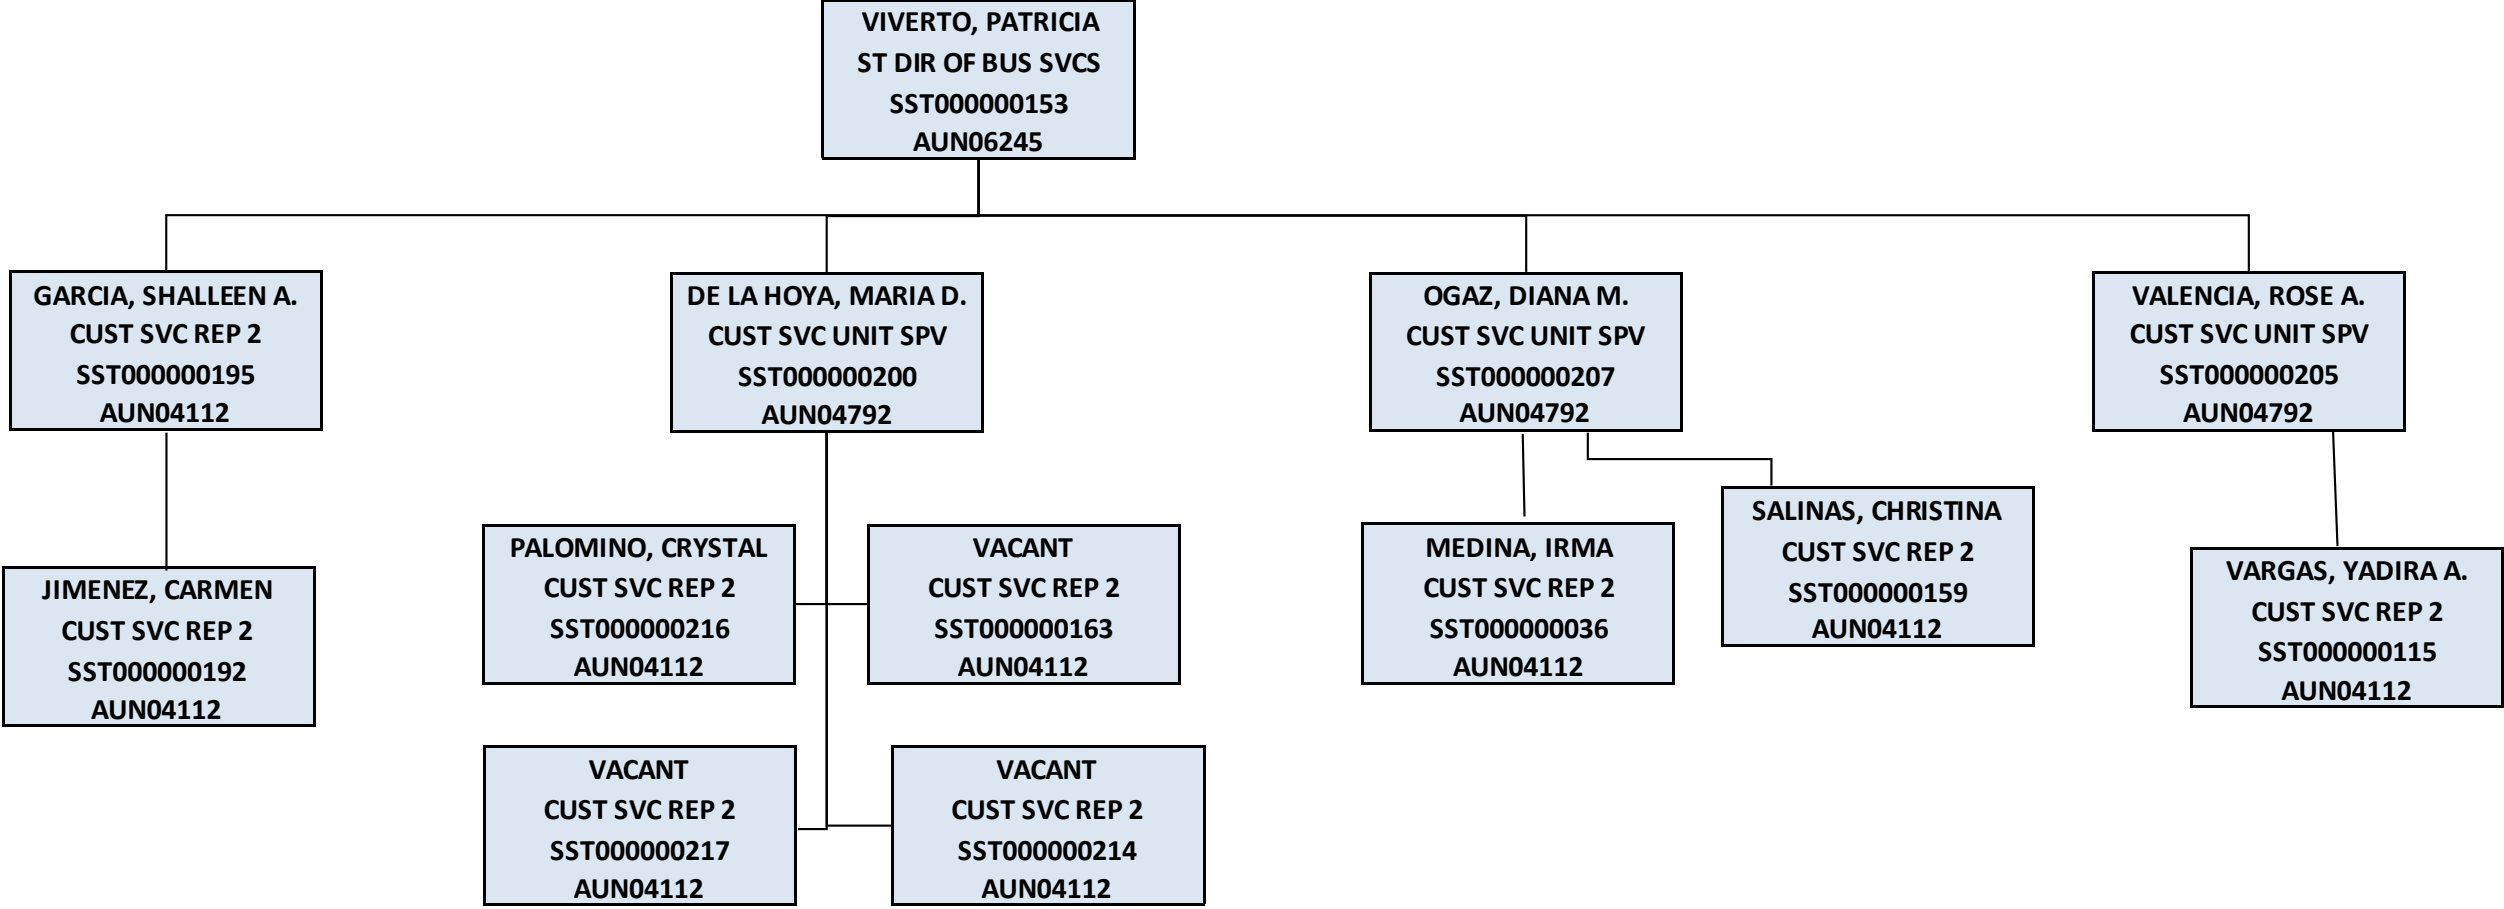 VIVERTO, PATRICIA
ST DIR OF BUS SVCS
SST000000153
AUN06245
GARCIA, SHALLEEN A.
CUST SVC REP 2
SST000000195
AUN04112
DE LA HOYA, MARIA D.
CUST SVC UNIT SPV
SST000000200
AUN04792
OGAZ, DIANA M.
CUST SVC UNIT SPV
SST000000207
AUN04792
VALENCIA, ROSE A.
CUST SVC UNIT SPV
SST000000205
AUN04792
JIMENEZ, CARMEN
CUST SVC REP 2
SST000000192
AUN04112
PALOMINO, CRYSTAL
CUST SVC REP 2
SST000000216
AUN04112
VACANT
CUST SVC REP 2
SST000000163
AUN04112
MEDINA, IRMA
CUST SVC REP 2
SST000000036
AUN04112
SALINAS, CHRISTINA
CUST SVC REP 2
SST000000159
AUN04112
VARGAS, YADIRA A.
CUST SVC REP 2
SST000000115
AUN04112
VACANT
CUST SVC REP 2
SST000000217
AUN04112
VACANT
CUST SVC REP 2
SST000000214
AUN04112